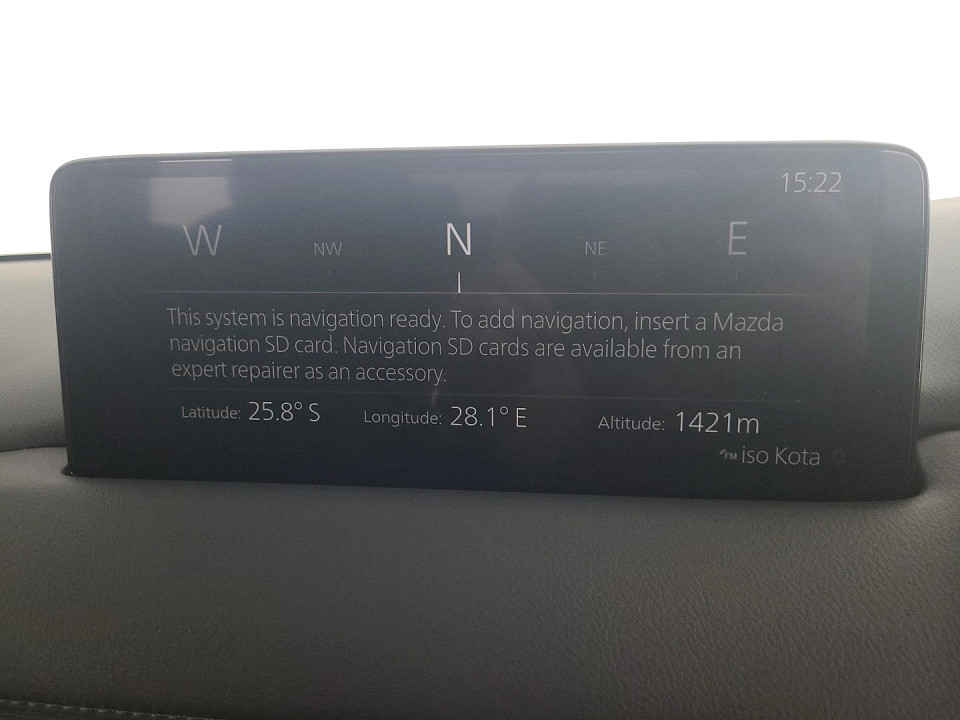 15:22
W NW N NE E
This system is navigation ready. To add navigation, insert a Mazda
navigation SD card. Navigation SD cards are available from an
expert repairer as an accessory.
Latitude: 25.8° S Longitude: 28.1° E Altitude: 1421m
FM iso Kota